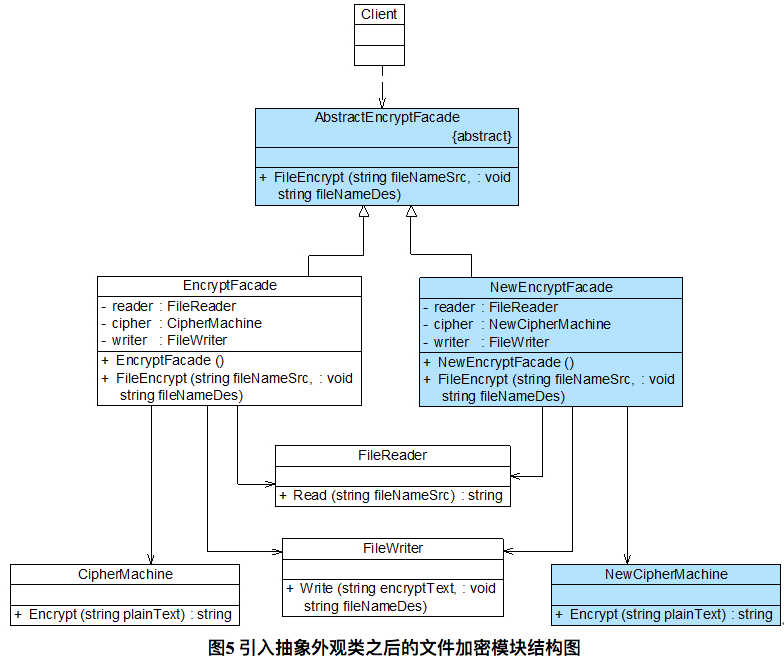 Client
AbstractEncryptFacade
{abstract}
+ FileEncrypt (string fileNameSrc, : void
string fileNameDes)
EncryptFacade
- reader : FileReader
- cipher : CipherMachine
- writer : FileWriter
+ EncryptFacade ()
+ FileEncrypt (string fileNameSrc, : void
string fileNameDes)
NewEncryptFacade
- reader : FileReader
- cipher : NewCipherMachine
- writer : FileWriter
+ NewEncryptFacade ()
+ FileEncrypt (string fileNameSrc, : void
string fileNameDes)
FileReader
+ Read (string fileNameSrc) : string
FileWriter
+ Write (string encryptText, : void
string fileNameDes)
CipherMachine
+ Encrypt (string plainText) : string
NewCipherMachine
+ Encrypt (string plainText) : string
图5 引入抽象外观类之后的文件加密模块结构图